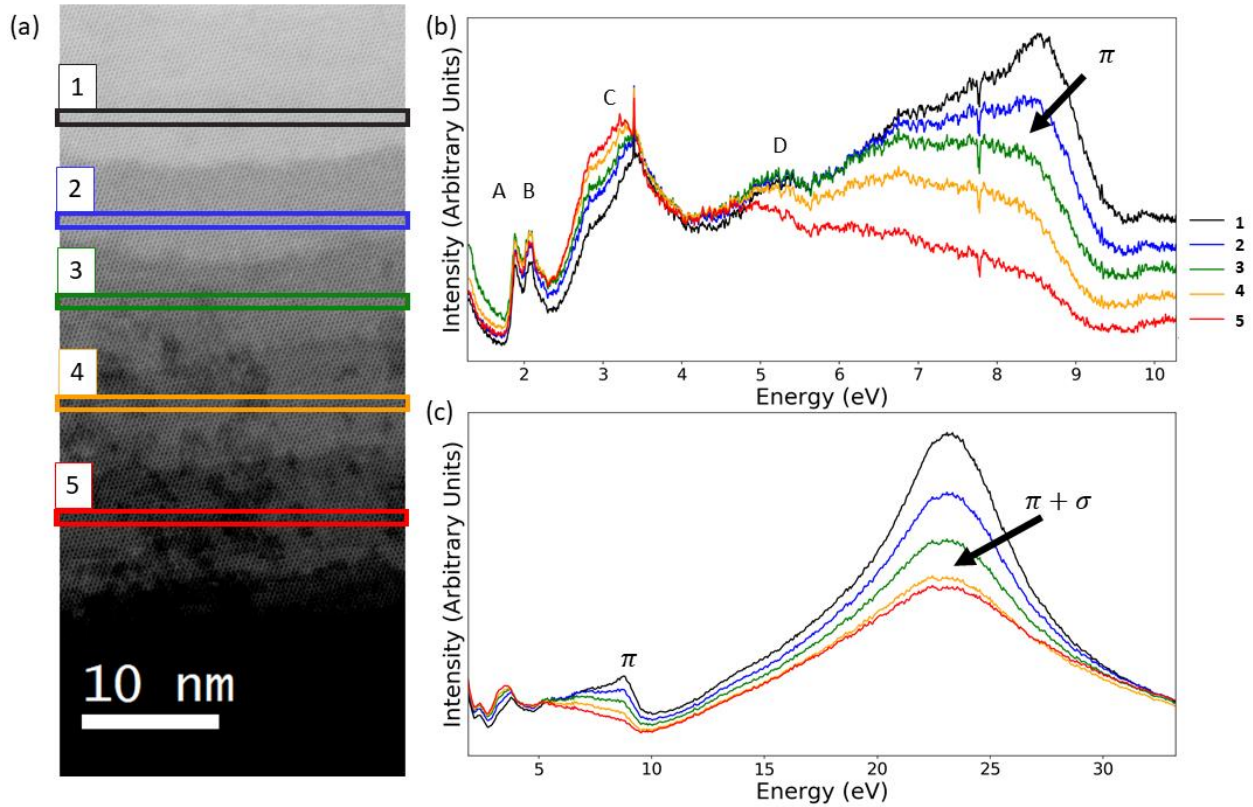 (a)
1
2
3
4
5
10 nm
(b)
Intensity (Arbitrary Units)
A
B
C
D
π
2
3
4
5
6
7
8
9
10
Energy (eV)
1
2
3
4
5
(c)
Intensity (Arbitrary Units)
π
π + σ
5
10
15
20
25
30
Energy (eV)